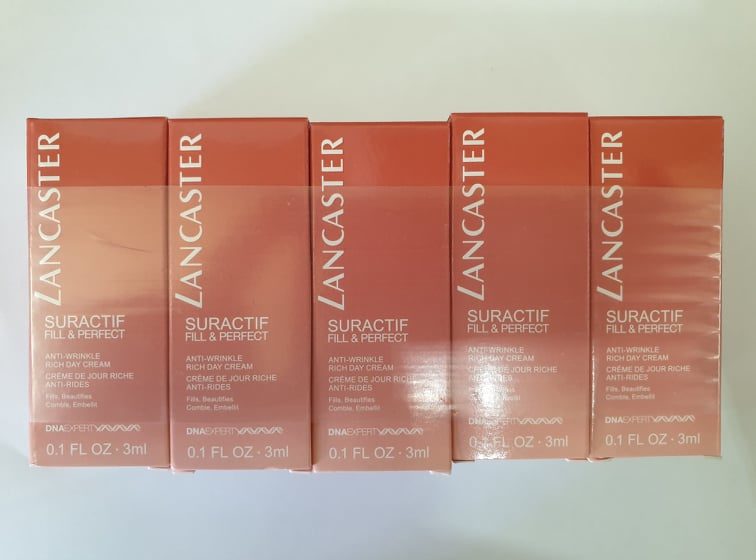 LANCASTER
SURACTIF
FILL & PERFECT
ANTI-WRINKLE
RICH DAY CREAM
CRÈME DE JOUR RICHE
ANTI-RIDES
Fills, Beautifies
Comble, Embellit
DNAEXPERT
0.1 FL OZ · 3ml
LANCASTER
SURACTIF
FILL & PERFECT
ANTI-WRINKLE
RICH DAY CREAM
CRÈME DE JOUR RICHE
ANTI-RIDES
Fills, Beautifies
Comble, Embellit
DNAEXPERT
0.1 FL OZ · 3ml
LANCASTER
SURACTIF
FILL & PERFECT
ANTI-WRINKLE
RICH DAY CREAM
CRÈME DE JOUR RICHE
ANTI-RIDES
Fills, Beautifies
Comble, Embellit
DNAEXPERT
0.1 FL OZ · 3ml
LANCASTER
SURACTIF
FILL & PERFECT
ANTI-WRINKLE
RICH DAY CREAM
CRÈME DE JOUR RICHE
ANTI-RIDES
DNAEXPERT
0.1 FL OZ · 3ml
LANCASTER
SURACTIF
FILL & PERFECT
ANTI-WRINKLE
RICH DAY CREAM
CRÈME DE JOUR RICHE
ANTI-RIDES
Fills, Beautifies
Comble, Embellit
DNAEXPERT
0.1 FL OZ · 3ml